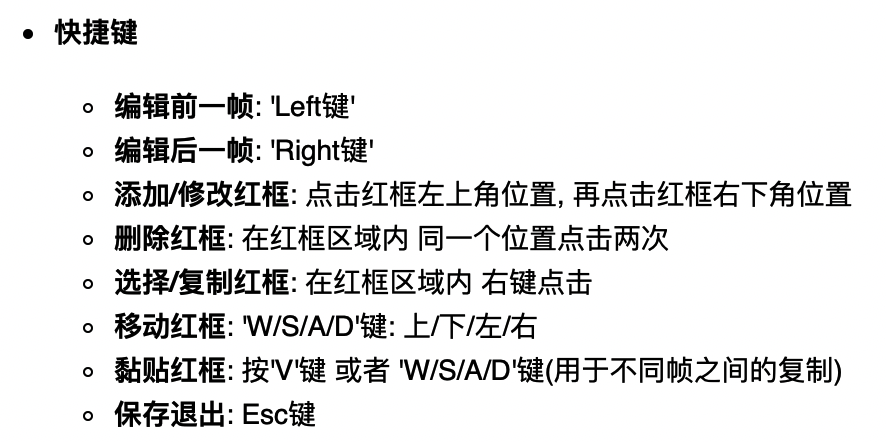 快捷键
编辑前一帧: 'Left键'
编辑后一帧: 'Right键'
添加/修改红框: 点击红框左上角位置, 再点击红框右下角位置
删除红框: 在红框区域内 同一个位置点击两次
选择/复制红框: 在红框区域内 右键点击
移动红框: 'W/S/A/D'键: 上/下/左/右
黏贴红框: 按'V'键 或者 'W/S/A/D'键(用于不同帧之间的复制)
保存退出: Esc键